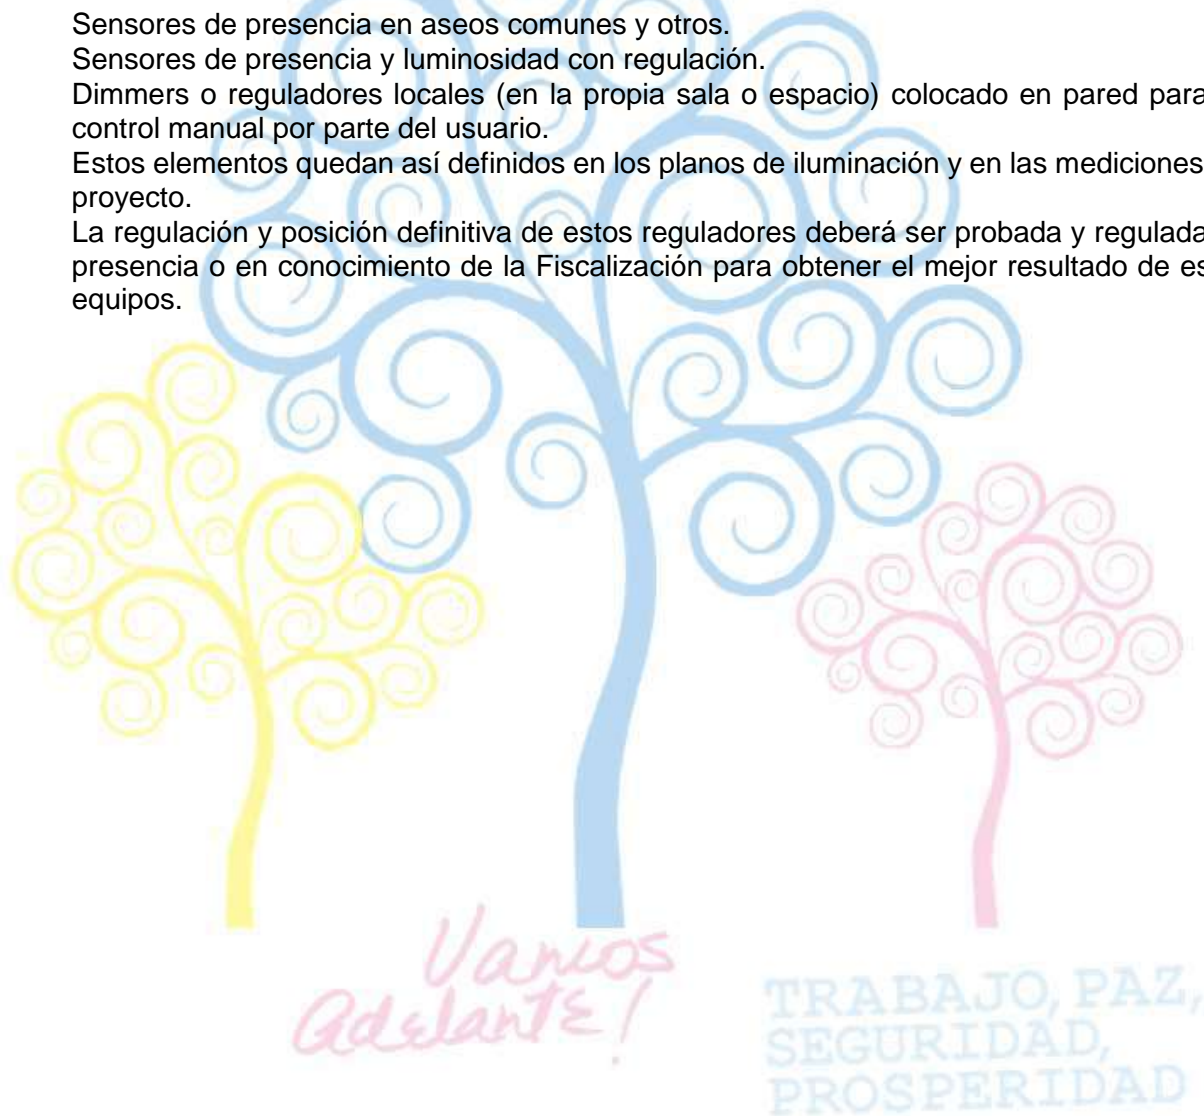 Sensores de presencia en aseos comunes y otros.
Sensores de presencia y luminosidad con regulación.
Dimmers o reguladores locales (en la propia sala o espacio) colocado en pared para
control manual por parte del usuario.
Estos elementos quedan así definidos en los planos de iluminación y en las mediciones
proyecto.
La regulación y posición definitiva de estos reguladores deberá ser probada y regulada
presencia o en conocimiento de la Fiscalización para obtener el mejor resultado de es
equipos.
Vamos
adelante!
TRABAJO, PAZ,
SEGURIDAD,
PROSPERIDAD